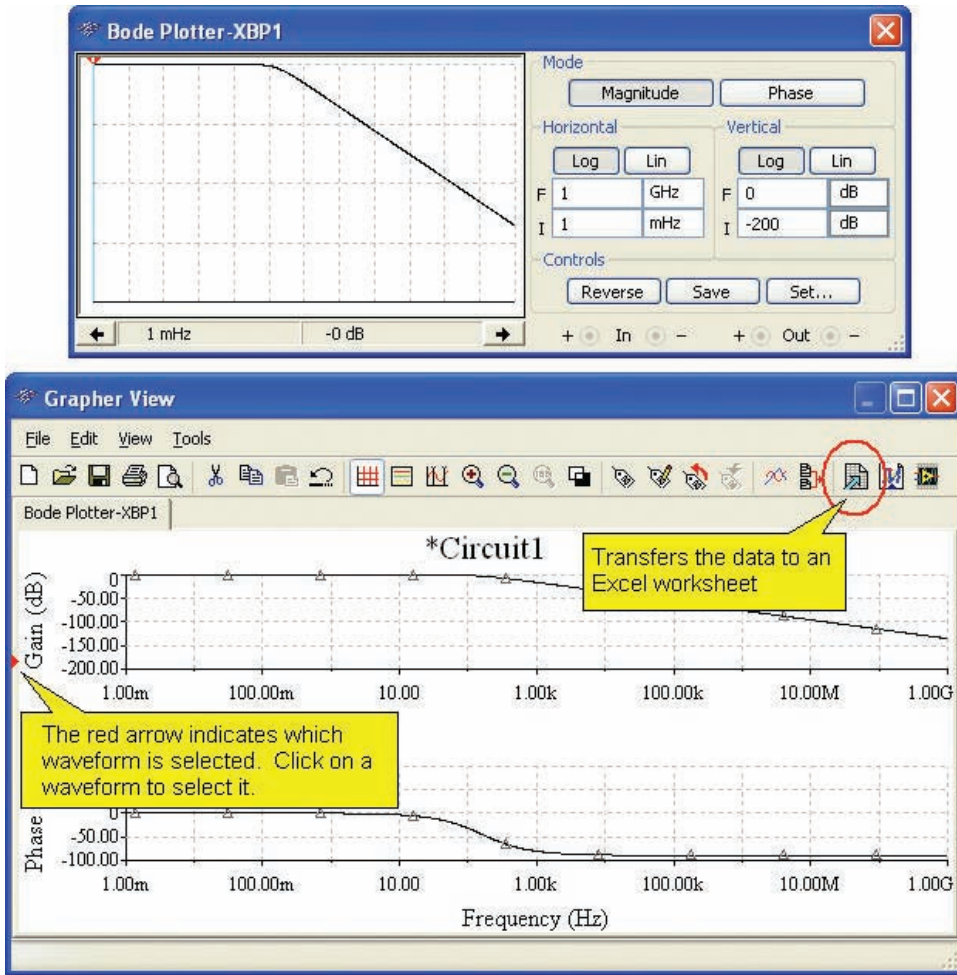 Bode Plotter-XBP1
Mode
Magnitude Phase
Horizontal Vertical
Log Lin Log Lin
F 1 GHz F 0 dB
I 1 mHz I -200 dB
Controls
Reverse Save Set...
1 mHz -0 dB
+ In - + Out -
Grapher View
File Edit View Tools
Bode Plotter-XBP1
*Circuit1
Transfers the data to an
Excel worksheet
Gain (dB)
0
-50.00
-100.00
-150.00
-200.00
1.00m 100.00m 10.00 1.00k 100.00k 10.00M 1.00G
The red arrow indicates which
waveform is selected. Click on a
waveform to select it.
Phase
0
-50.00
-100.00
1.00m 100.00m 10.00 1.00k 100.00k 10.00M 1.00G
Frequency (Hz)